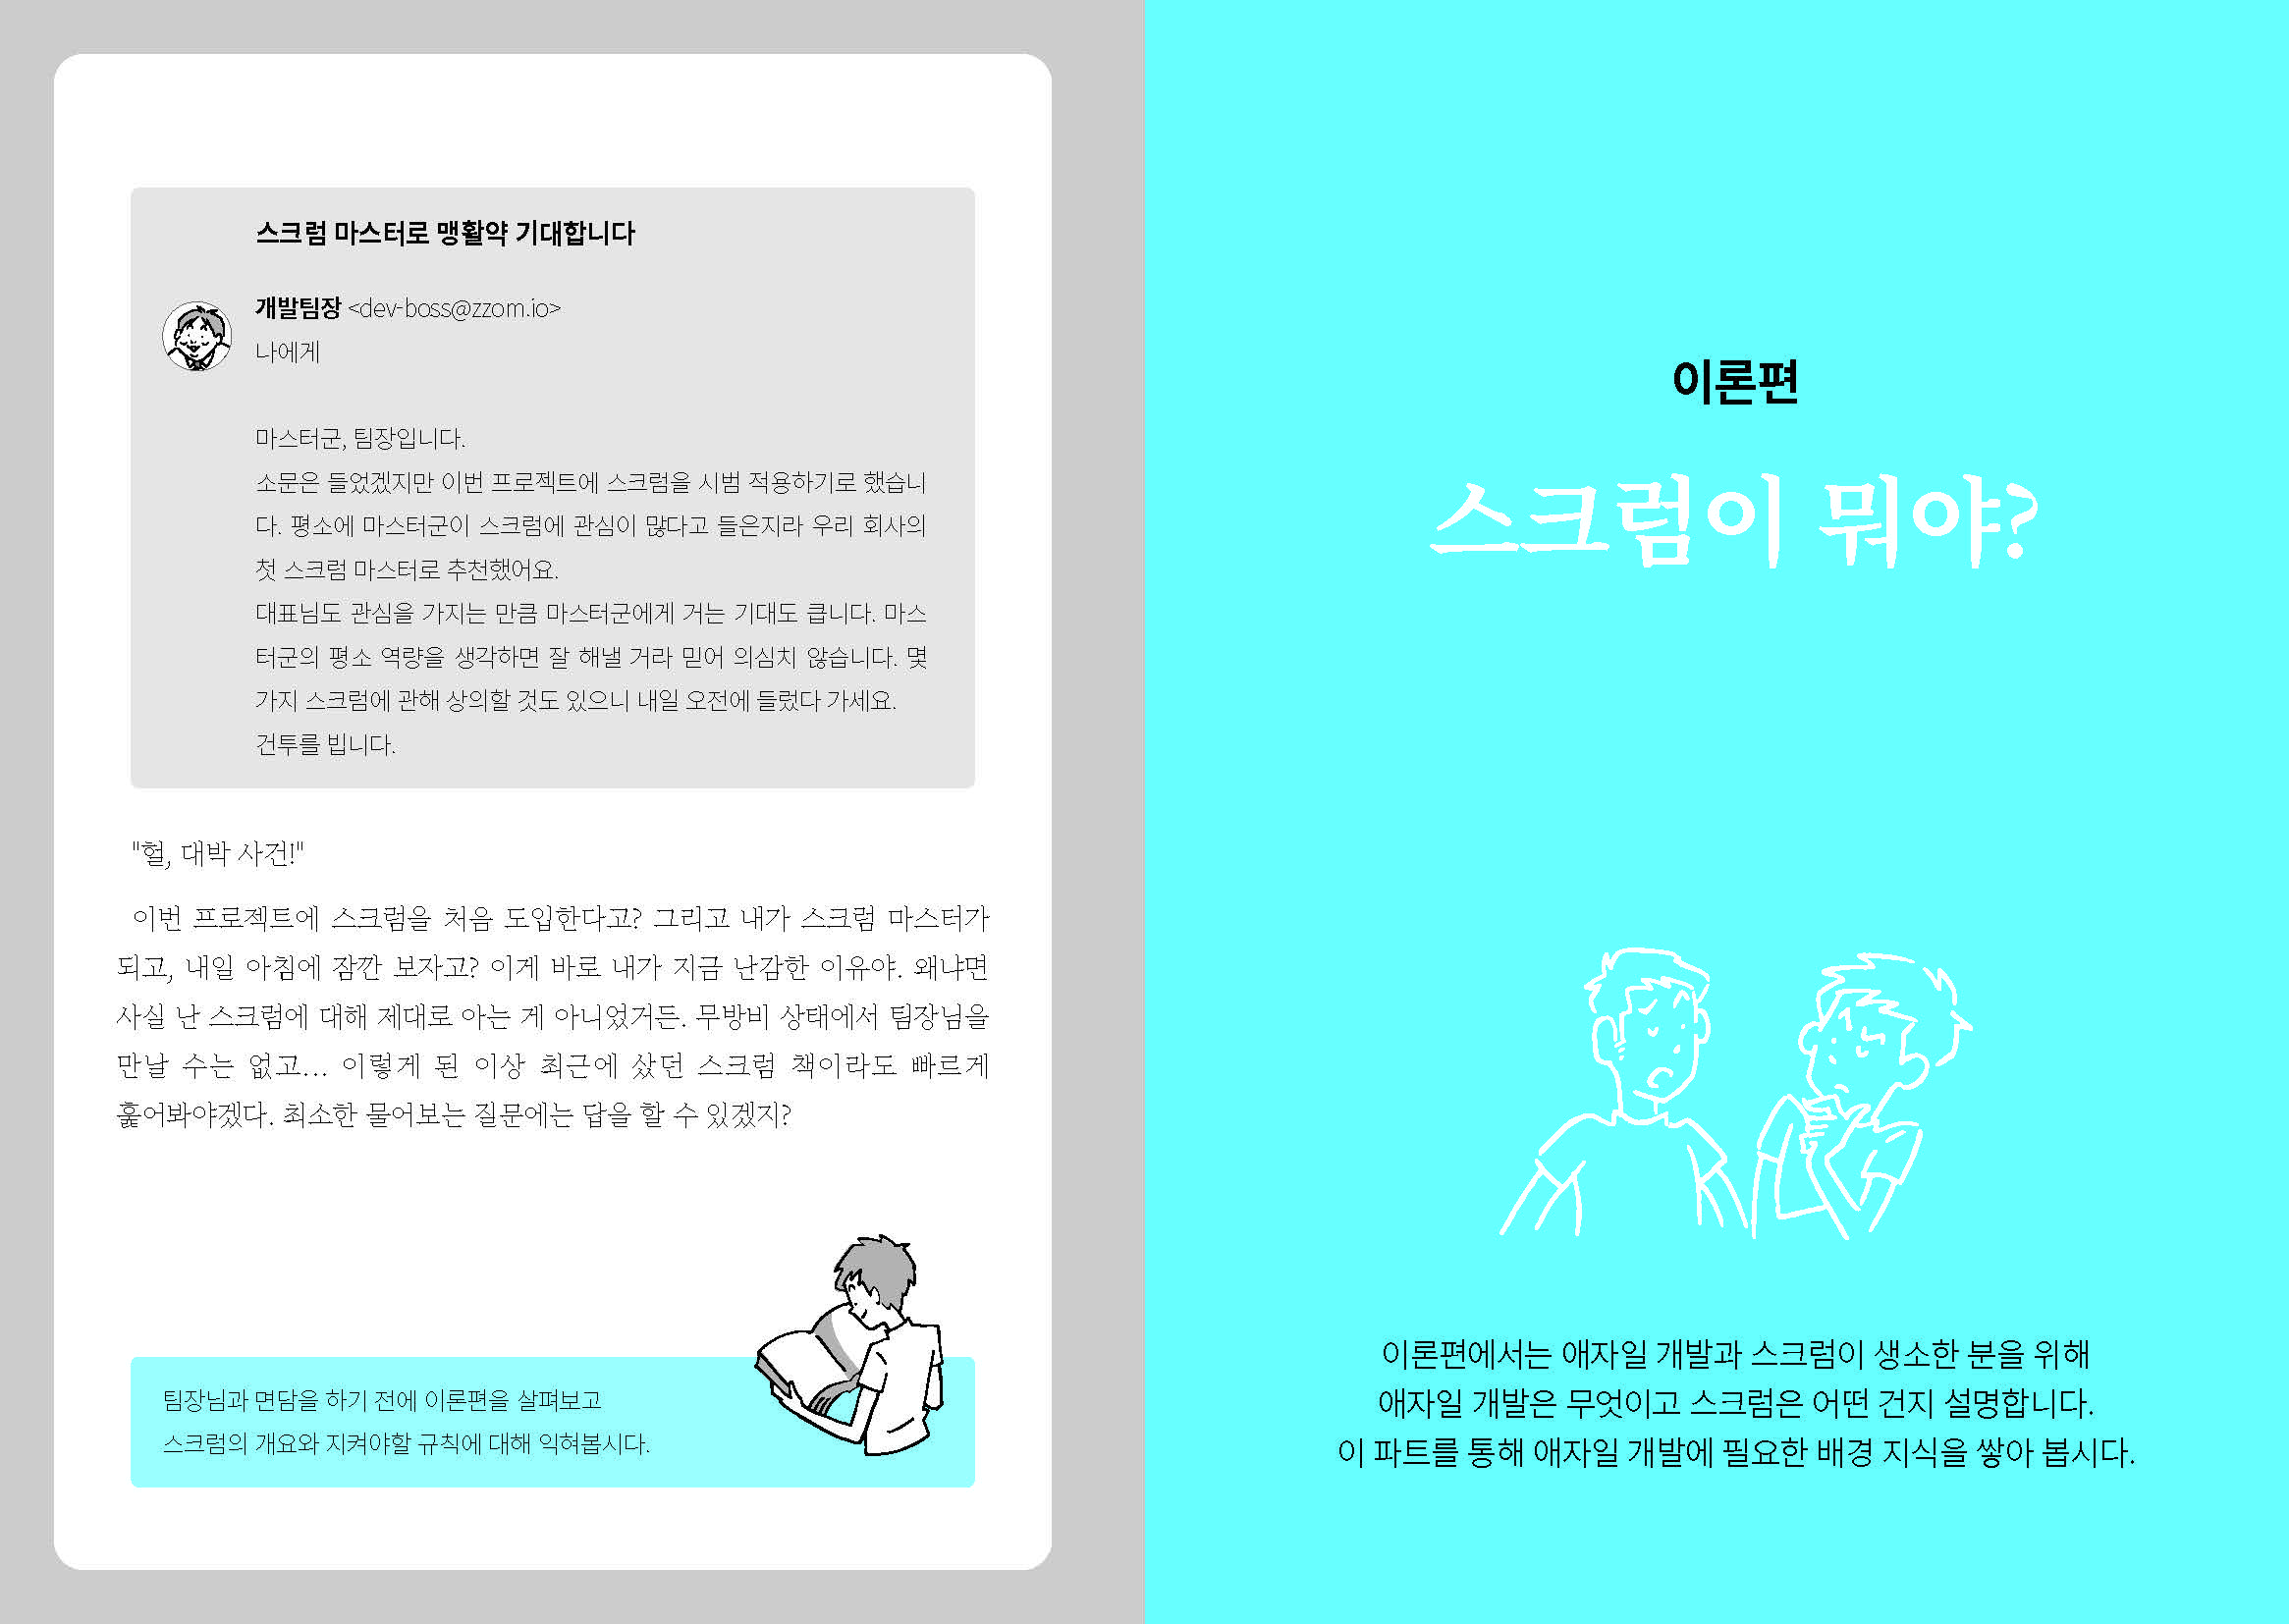 스크럼 마스터로 맹활약 기대합니다
개발팀장 <dev-boss@zzom.io>
나에게
마스터군, 팀장입니다.
소문은 들었겠지만 이번 프로젝트에 스크럼을 시범 적용하기로 했습니
다. 평소에 마스터군이 스크럼에 관심이 많다고 들은지라 우리 회사의
첫 스크럼 마스터로 추천했어요.
대표님도 관심을 가지는 만큼 마스터군에게 거는 기대도 큽니다. 마스
터군의 평소 역량을 생각하면 잘 해낼 거라 믿어 의심치 않습니다. 몇
가지 스크럼에 관해 상의할 것도 있으니 내일 오전에 들렀다 가세요.
건투를 빕니다.
"헐, 대박 사건!"
이번 프로젝트에 스크럼을 처음 도입한다고? 그리고 내가 스크럼 마스터가
되고, 내일 아침에 잠깐 보자고? 이게 바로 내가 지금 난감한 이유야. 왜냐면
사실 난 스크럼에 대해 제대로 아는 게 아니었거든. 무방비 상태에서 팀장님을
만날 수는 없고... 이렇게 된 이상 최근에 샀던 스크럼 책이라도 빠르게
훑어봐야겠다. 최소한 물어보는 질문에는 답을 할 수 있겠지?
팀장님과 면담을 하기 전에 이론편을 살펴보고
스크럼의 개요와 지켜야할 규칙에 대해 익혀봅시다.
이론편
스크럼이 뭐야?
이론편에서는 애자일 개발과 스크럼이 생소한 분을 위해
애자일 개발은 무엇이고 스크럼은 어떤 건지 설명합니다.
이 파트를 통해 애자일 개발에 필요한 배경 지식을 쌓아 봅시다.